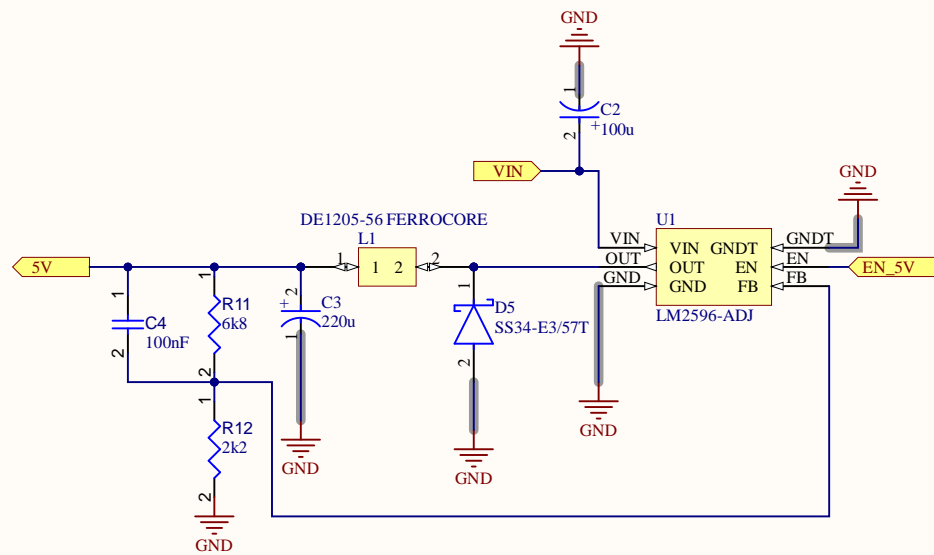 GND
1
C2
2
+100u
VIN
GND
DE1205-56 FERROCORE
L1
U1
5V
1
1 2
2
VIN
OUT
GND
VIN
OUT
GND
GNDT
EN
FB
GNDT
EN
FB
EN_5V
LM2596-ADJ
1
C4
100nF
2
1
R11
6k8
2
2
+
C3
220u
1
GND
1
D5
SS34-E3/57T
2
GND
GND
1
R12
2k2
2
GND